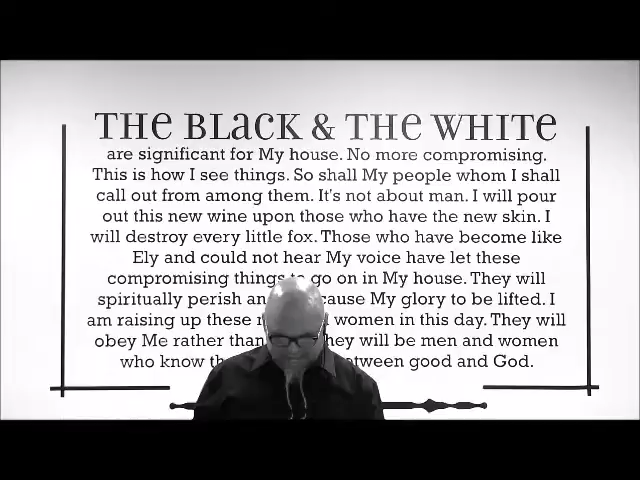 THE BLACK & THE WHITE
are significant for My house. No more compromising.
This is how I see things. So shall My people whom I shall
call out from among them. It's not about man. I will pour
out this new wine upon those who have the new skin. I
will destroy every little fox. Those who have become like
Ely and could not hear My voice have let these
compromising things to go on in My house. They will
spiritually perish an cause My glory to be lifted. I
am raising up these women in this day. They will
obey Me rather than hey will be men and women
who know th etween good and God.